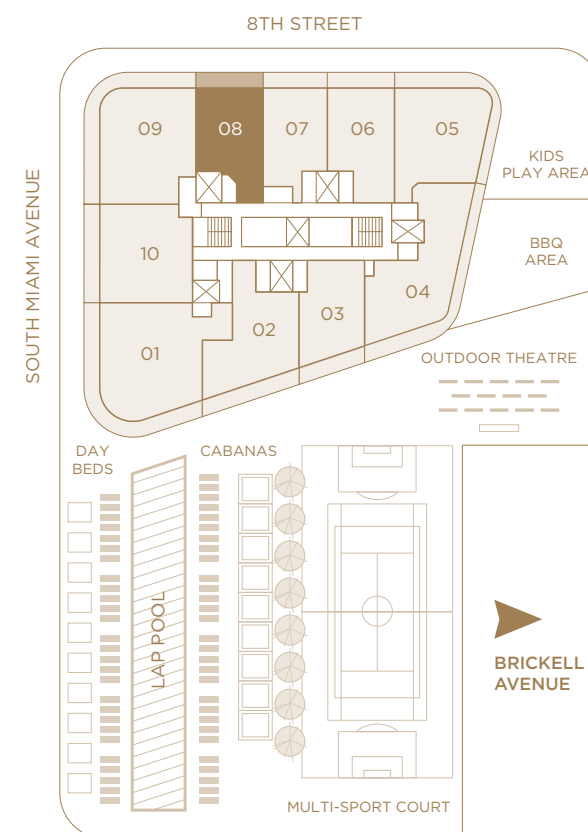 8TH STREET
SOUTH MIAMI AVENUE
09
08
07
06
05
KIDS
PLAY AREA
BBQ
AREA
10
04
03
02
01
OUTDOOR THEATRE
DAY
BEDS
CABANAS
LAP POOL
BRICKELL
AVENUE
MULTI-SPORT COURT